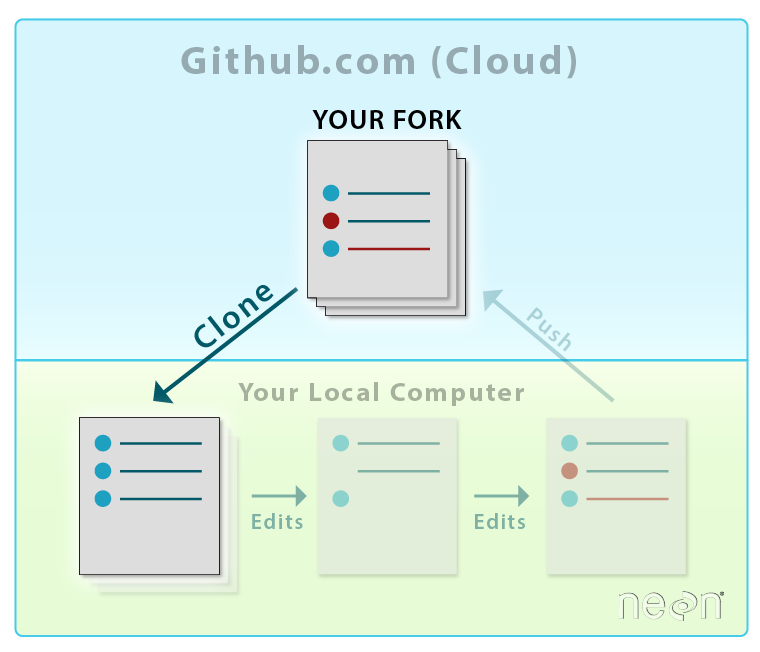 Github.com (Cloud)
YOUR FORK
Clone
Push
Your Local Computer
Edits
Edits
neon